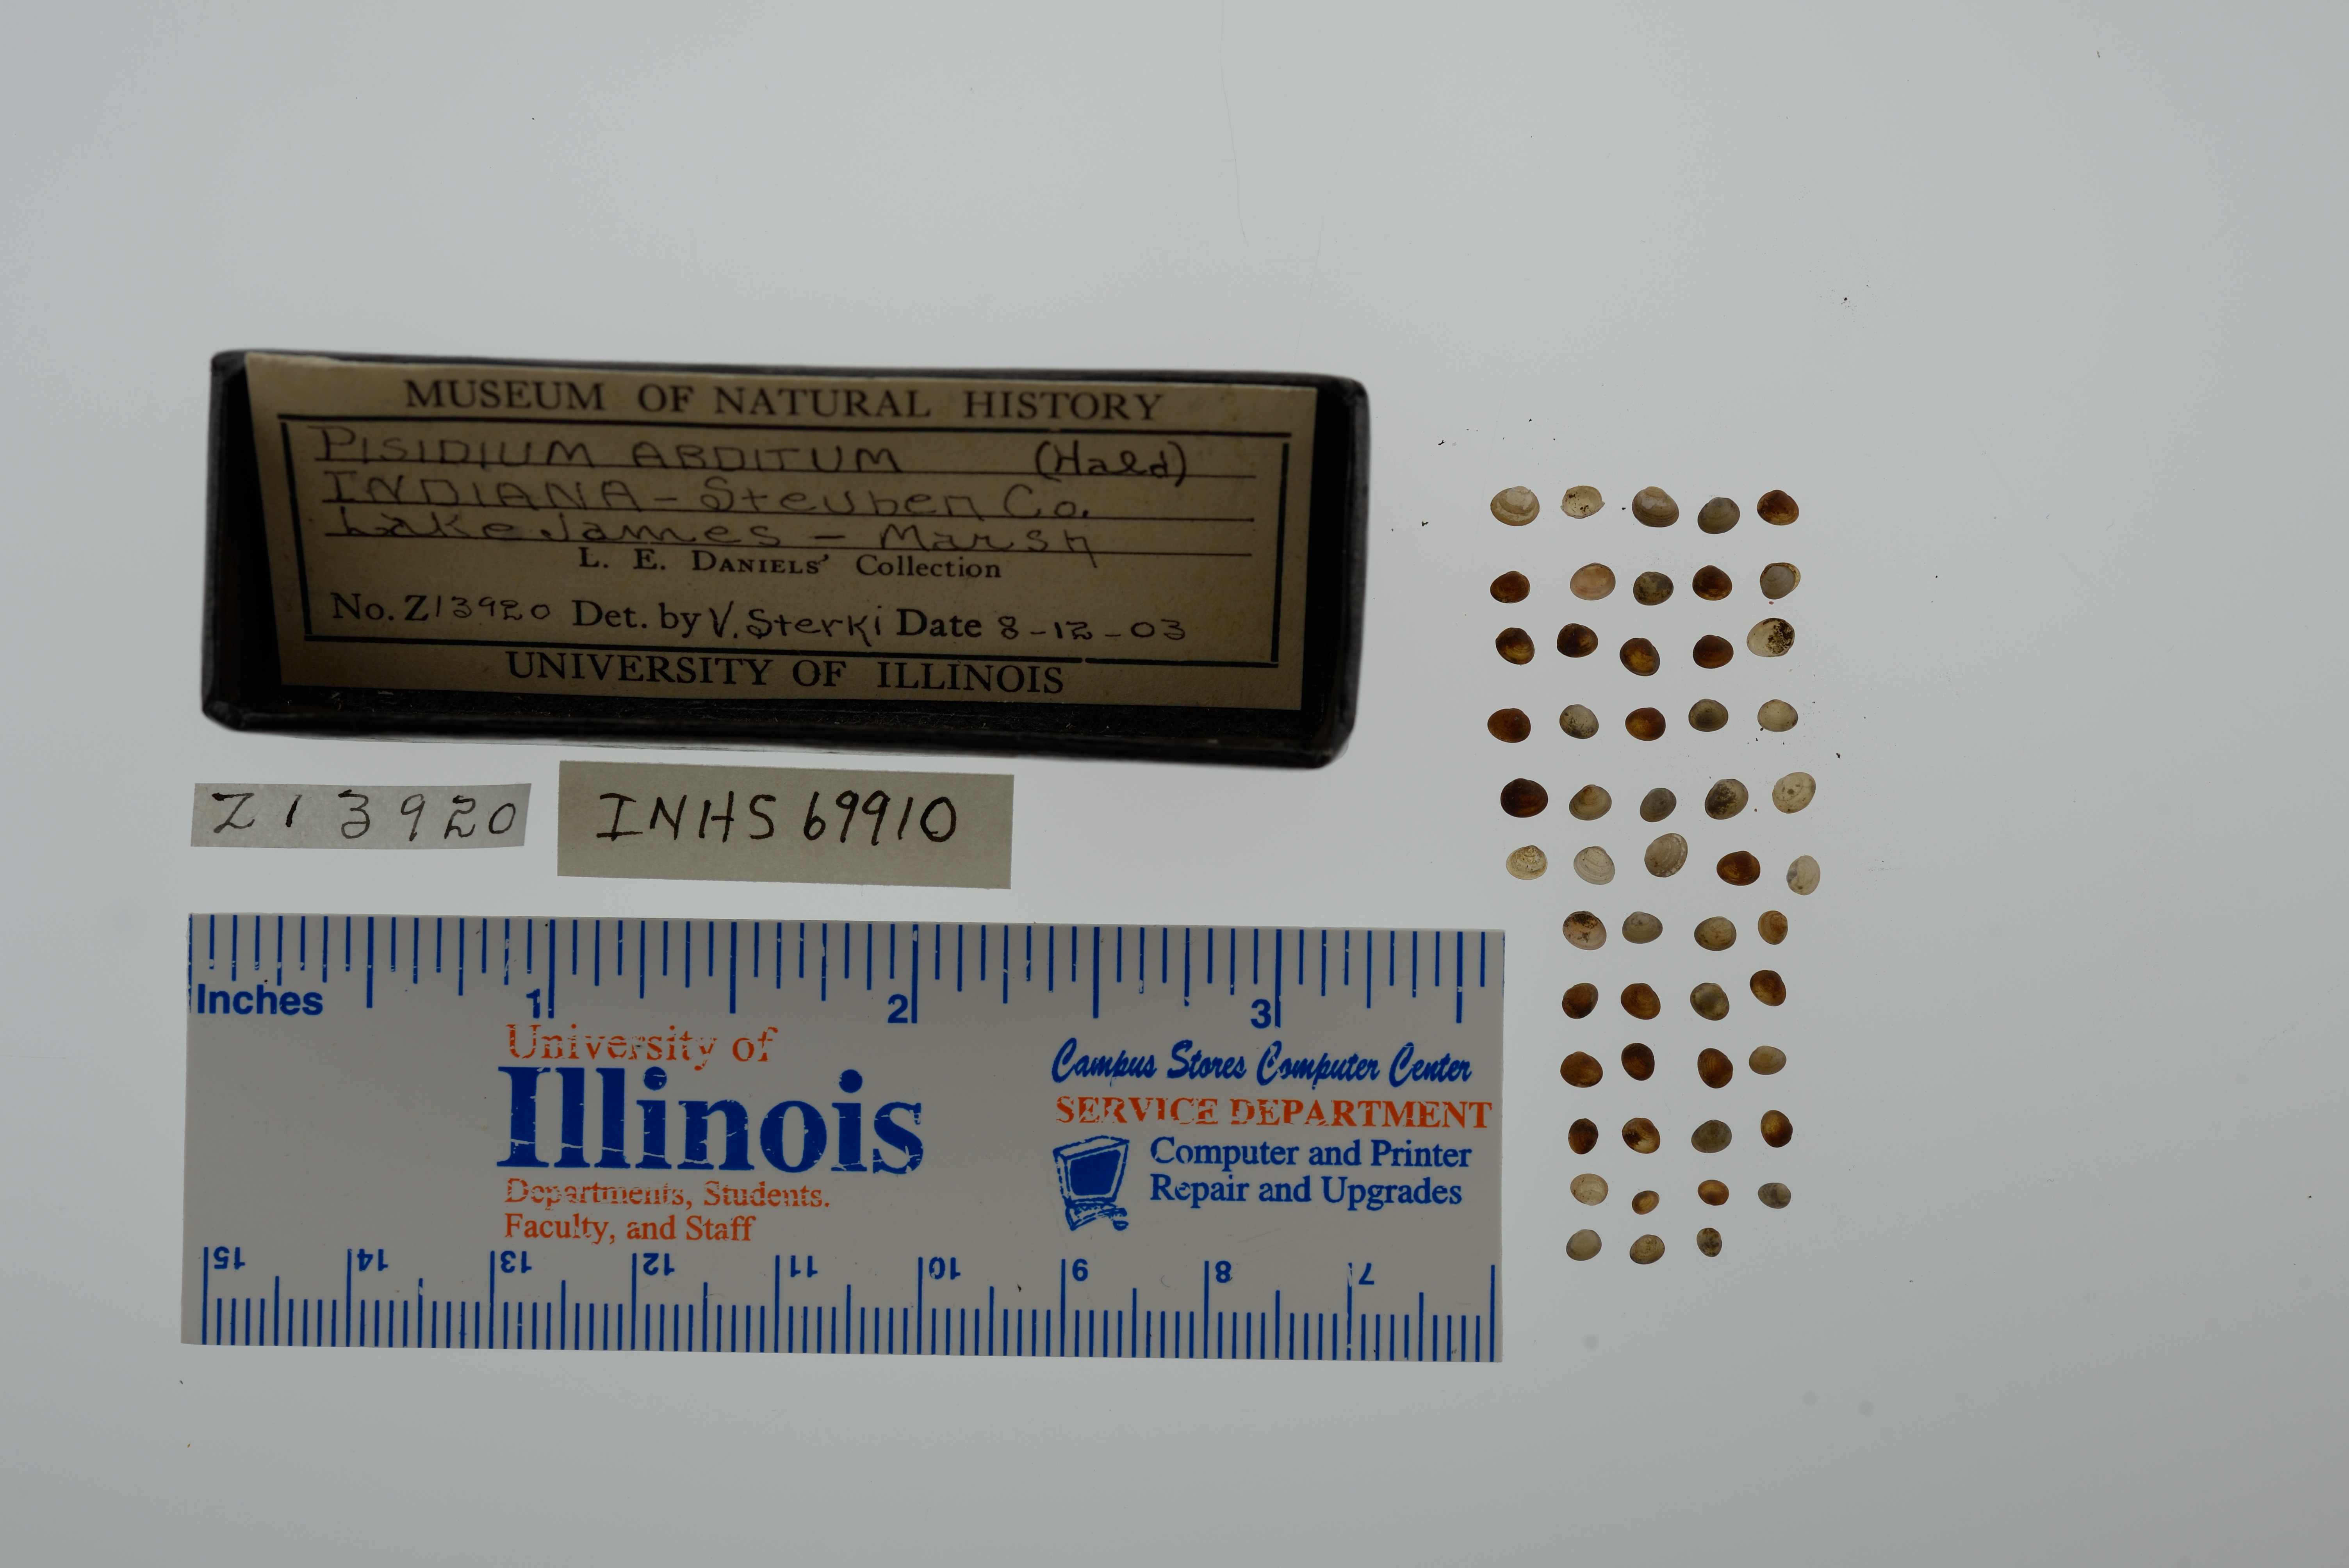 MUSEUM OF NATURAL HISTORY
PISIDIUM ABDITUM (Hald)
INDIANA - Steuben Co.
Lake James - Marsh
L. E. DANIELS' Collection
No. Z13920 Det. by V. Sterki Date 8-12-03
UNIVERSITY OF ILLINOIS
Z13920
INHS 69910
Inches 1 2 3
University of
Illinois
Departments, Students.
Faculty, and Staff
Campus Stores Computer Center
SERVICE DEPARTMENT
Computer and Printer
Repair and Upgrades
15 14 13 12 11 10 9 8 7